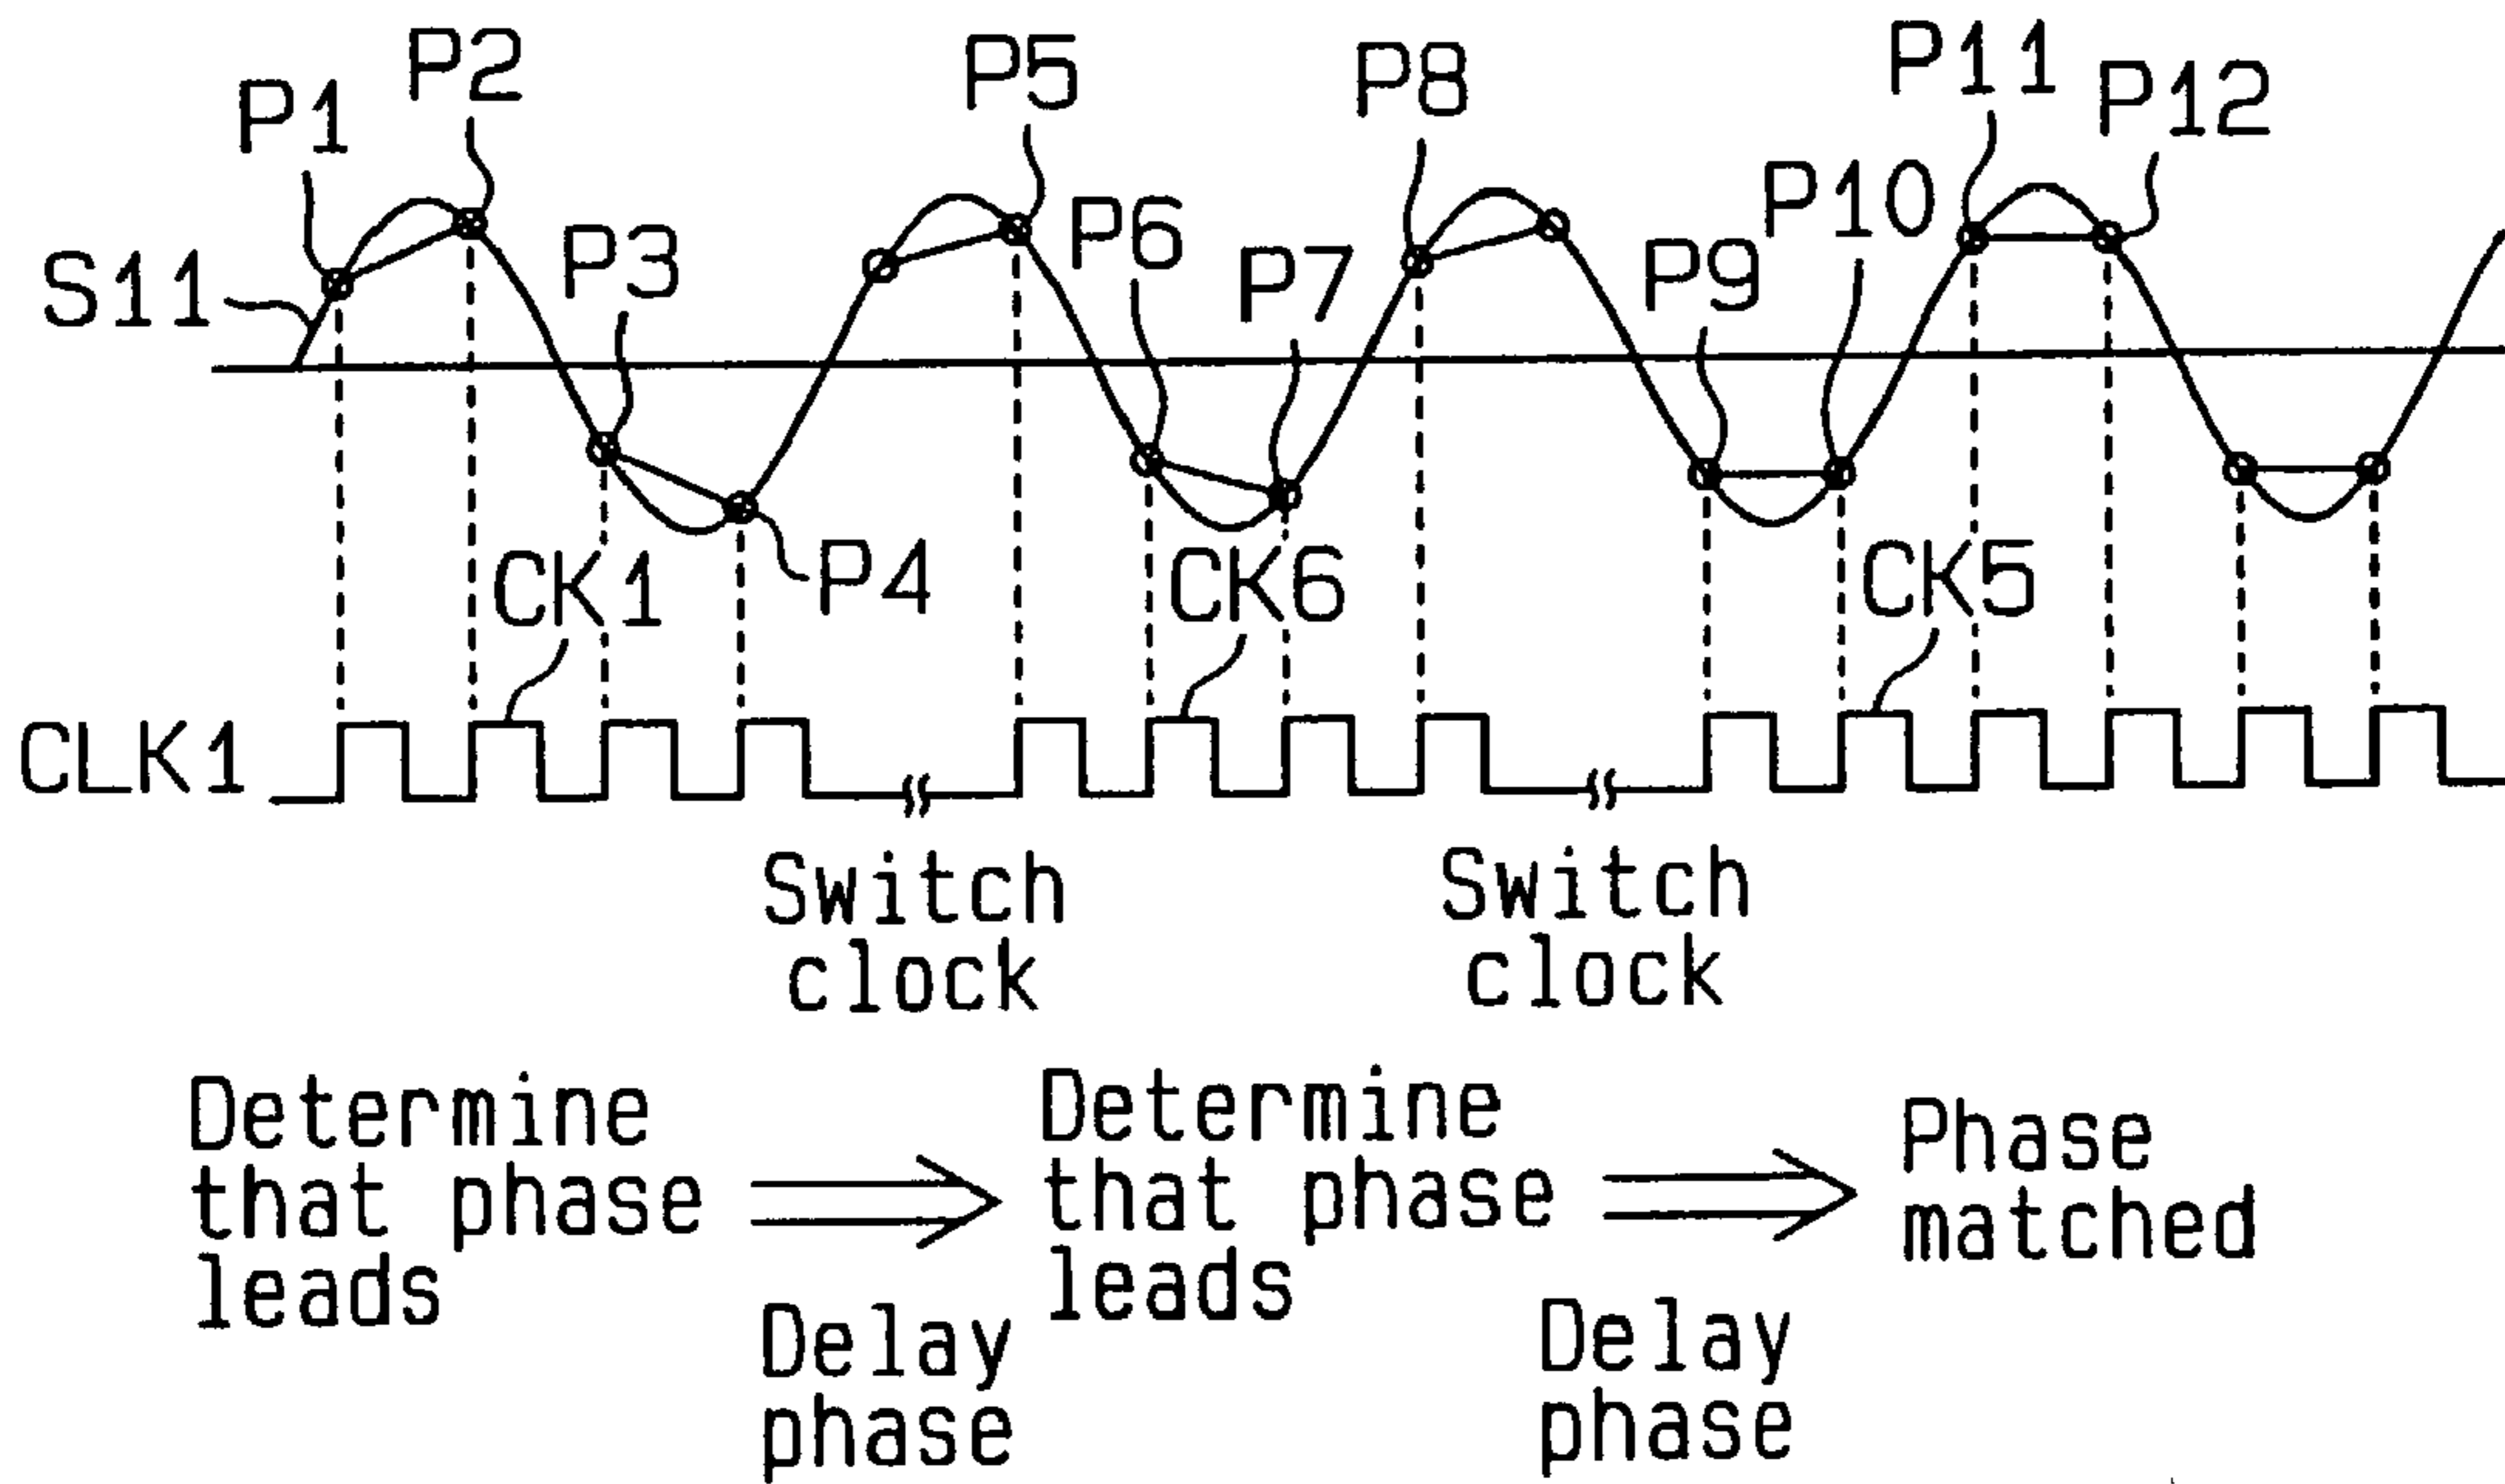 P1
P2
P5
P8
P11
P12
S11
P3
P6
P7
P9
P10
CK1
P4
CK6
CK5
CLK1
Switch
clock
Switch
clock
Determine
that phase
leads
Determine
that phase
leads
Phase
matched
Delay
phase
Delay
phase